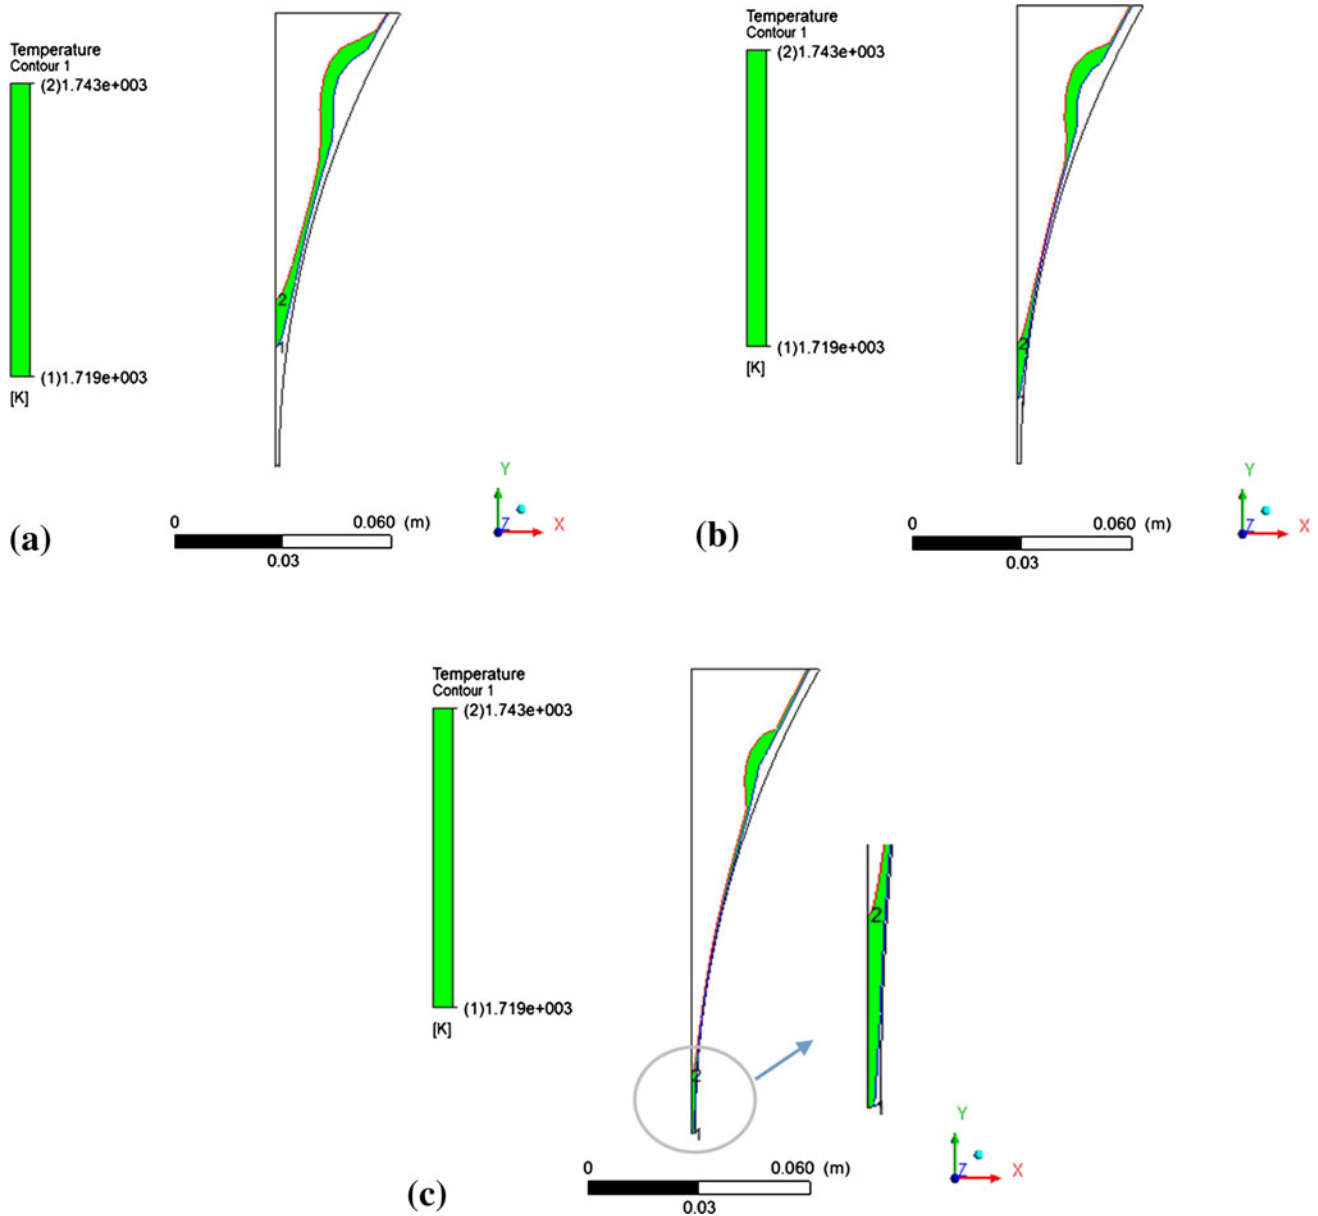 Temperature
Contour 1
(2)1.743e+003
(1)1.719e+003
[K]
2
1
Y
Z
X
0
0.060 (m)
0.03
(a)
Temperature
Contour 1
(2)1.743e+003
(1)1.719e+003
[K]
2
Y
Z
X
0
0.060 (m)
0.03
(b)
Temperature
Contour 1
(2)1.743e+003
(1)1.719e+003
[K]
2
1
2
1
Y
Z
X
0
0.060 (m)
0.03
(c)